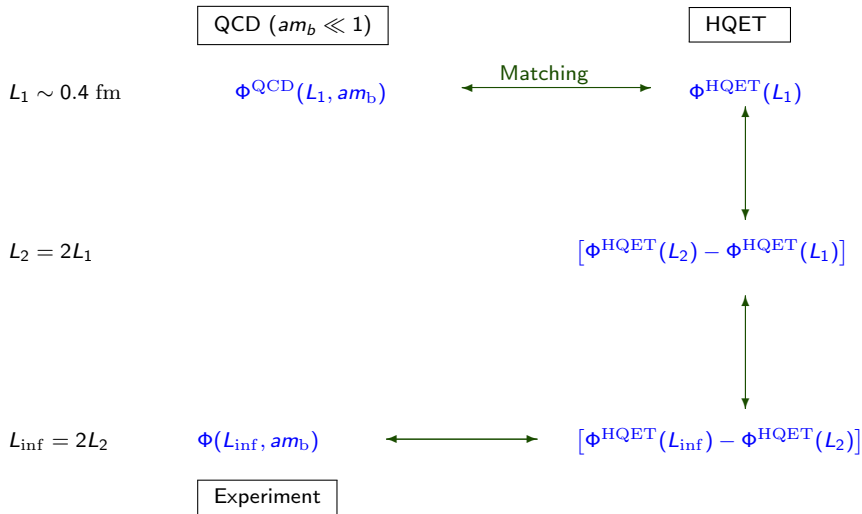 QCD (am_b ≪ 1) HQET
L_1 ∼ 0.4 fm Φ^QCD(L_1, am_b) Matching Φ^HQET(L_1)
L_2 = 2L_1 [Φ^HQET(L_2) − Φ^HQET(L_1)]
L_inf = 2L_2 Φ(L_inf, am_b) [Φ^HQET(L_inf) − Φ^HQET(L_2)]
Experiment